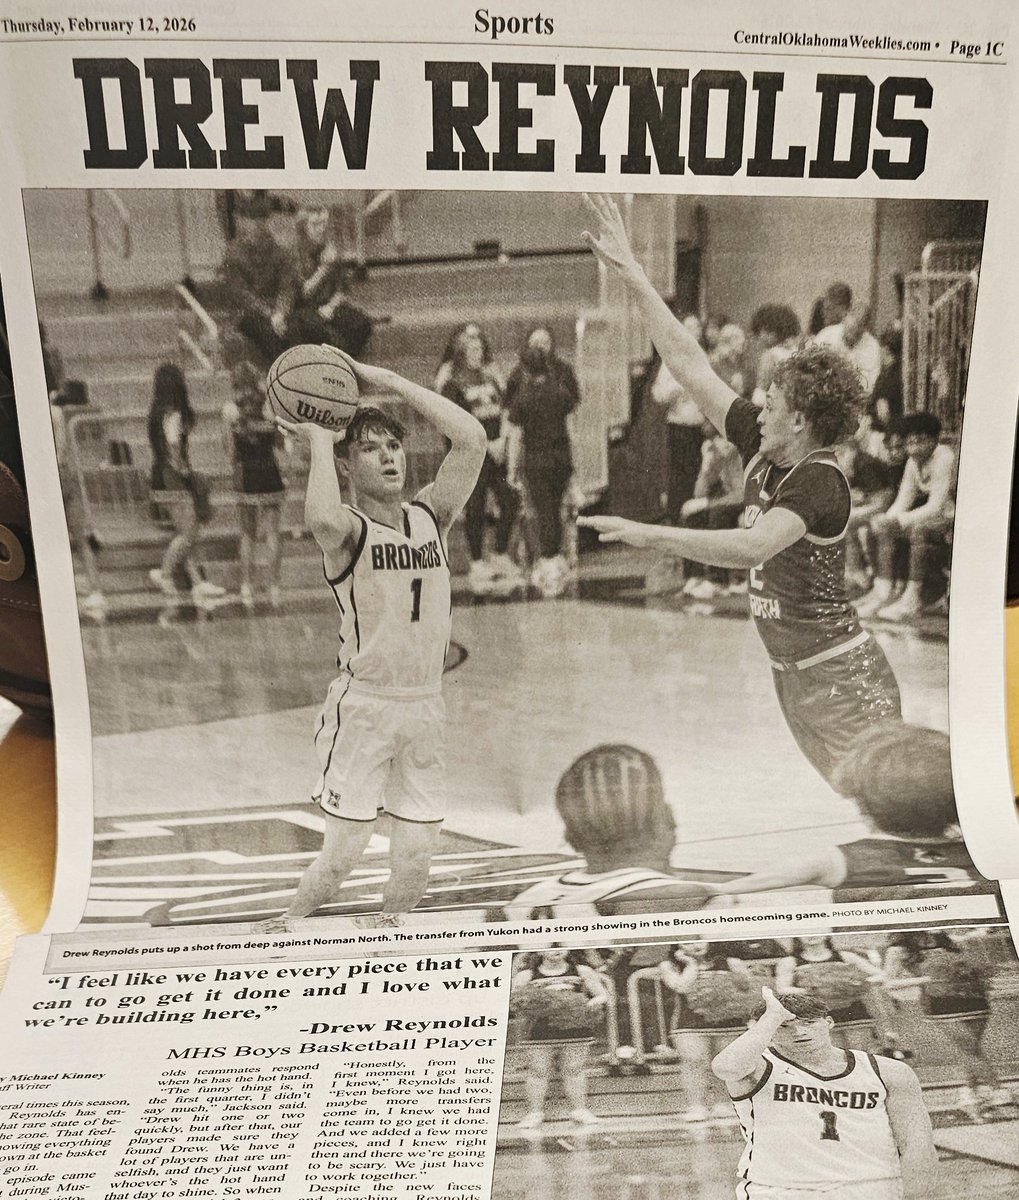 Thursday, February 12, 2026
Sports
CentralOklahomaWeeklies.com • Page 1C
DREW REYNOLDS
Wilson
BRONCOS
1
Drew Reynolds puts up a shot from deep against Norman North. The transfer from Yukon had a strong showing in the Broncos homecoming game. PHOTO BY MICHAEL KINNEY
“I feel like we have every piece that we
can to go get it done and I love what
we’re building here,”
-Drew Reynolds
MHS Boys Basketball Player
y Michael Kinney
aff Writer
eral times this season,
Reynolds has en-
hat rare state of be-
he zone. That feel-
nowing everything
own at the basket
go in.
episode came
during Mus-
olds teammates respond
when he has the hot hand.
“The funny thing is, in
the first quarter, I didn’t
say much,” Jackson said.
“Drew hit one or two
quickly, but after that, our
players made sure they
found Drew. We have a
lot of players that are un-
selfish, and they just want
whoever’s the hot hand
that day to shine. So when
“Honestly, from the
first moment I got here,
I knew,” Reynolds said.
“Even before we had two,
maybe more transfers
come in, I knew we had
the team to go get it done.
And we added a few more
pieces, and I knew right
then and there we’re going
to be scary. We just have
to work together.”
Despite the new faces
and coaching, Reynolds
BRONCOS
1